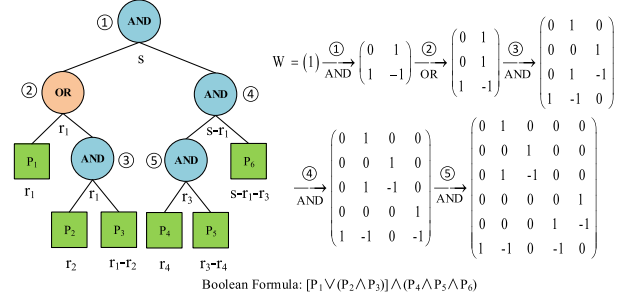 ① AND
s
② OR
AND ④
r₁
s-r₁
P₁
AND ③
⑤ AND
P₆
r₁
r₁
r₃
s-r₁-r₃
P₂
P₃
P₄
P₅
r₂
r₁-r₂
r₄
r₃-r₄
W = (1) ① AND
0 1
1 -1
② OR
0 1
0 1
1 -1
③ AND
0 1 0
0 0 1
0 1 -1
1 -1 0
④ AND
0 1 0 0
0 0 1 0
0 1 -1 0
0 0 0 1
1 -1 0 -1
⑤ AND
0 1 0 0 0
0 0 1 0 0
0 1 -1 0 0
0 0 0 0 1
0 0 0 1 -1
1 -1 0 -1 0
Boolean Formula: [P₁∨(P₂∧P₃)]∧(P₄∧P₅∧P₆)